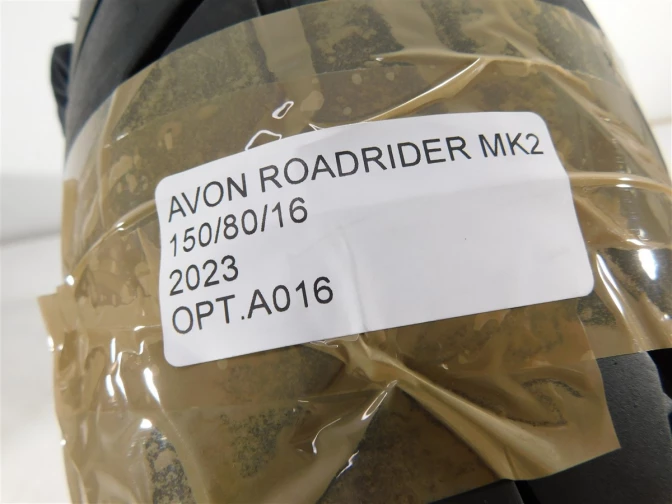 AVON ROADRIDER MK2
150/80/16
2023
OPT.A016